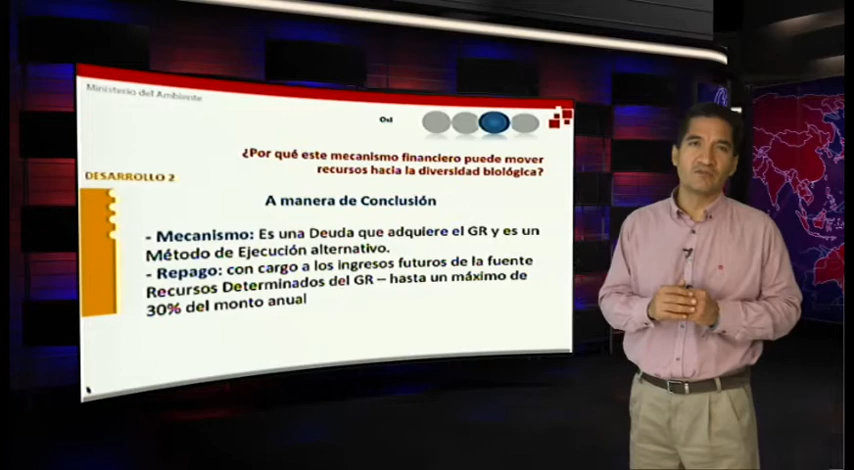 Ministerio del Ambiente
¿Por qué este mecanismo financiero puede mover
recursos hacia la diversidad biológica?
DESARROLLO 2
A manera de Conclusión
- Mecanismo: Es una Deuda que adquiere el GR y es un
Método de Ejecución alternativo.
- Repago: con cargo a los ingresos futuros de la fuente
Recursos Determinados del GR – hasta un máximo de
30% del monto anual